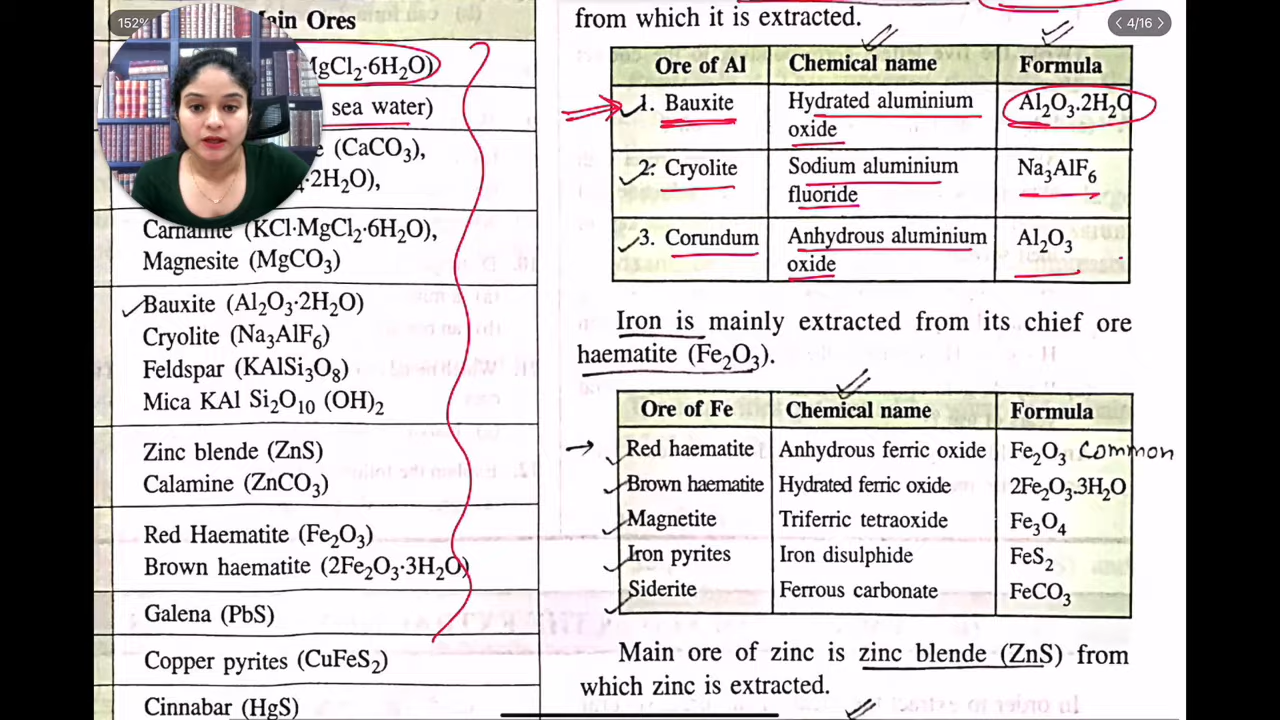 152%
4/16
Main Ores
MgCl2·6H2O)
sea water)
(CaCO3),
·2H2O),
Carnallite (KCl·MgCl2·6H2O),
Magnesite (MgCO3)
Bauxite (Al2O3·2H2O)
Cryolite (Na3AlF6)
Feldspar (KAlSi3O8)
Mica KAl Si2O10 (OH)2
Zinc blende (ZnS)
Calamine (ZnCO3)
Red Haematite (Fe2O3)
Brown haematite (2Fe2O3·3H2O)
Galena (PbS)
Copper pyrites (CuFeS2)
Cinnabar (HgS)
from which it is extracted.
Ore of Al Chemical name Formula
1. Bauxite Hydrated aluminium Al2O3.2H2O
oxide
2. Cryolite Sodium aluminium Na3AlF6
fluoride
3. Corundum Anhydrous aluminium Al2O3
oxide
Iron is mainly extracted from its chief ore
haematite (Fe2O3).
Ore of Fe Chemical name Formula
Red haematite Anhydrous ferric oxide Fe2O3 Common
Brown haematite Hydrated ferric oxide 2Fe2O3.3H2O
Magnetite Triferric tetraoxide Fe3O4
Iron pyrites Iron disulphide FeS2
Siderite Ferrous carbonate FeCO3
Main ore of zinc is zinc blende (ZnS) from
which zinc is extracted.